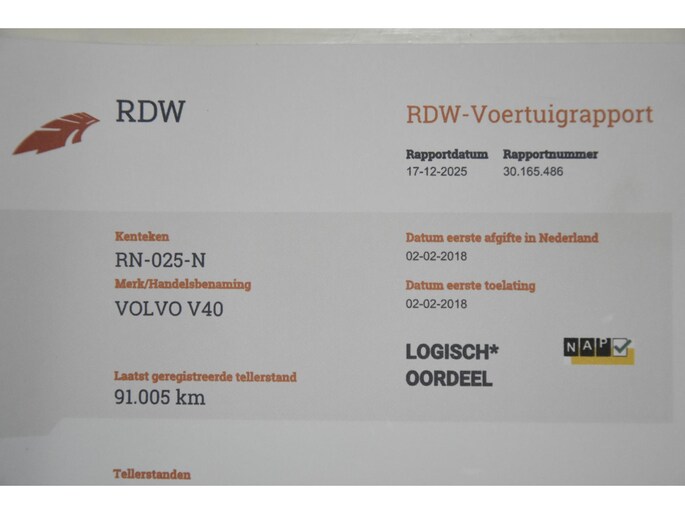 RDW
RDW-Voertuigrapport
Rapportdatum Rapportnummer
17-12-2025 30.165.486
Kenteken
RN-025-N
Merk/Handelsbenaming
VOLVO V40
Datum eerste afgifte in Nederland
02-02-2018
Datum eerste toelating
02-02-2018
LOGISCH*
OORDEEL
NAP
Laatst geregistreerde tellerstand
91.005 km
Tellerstanden